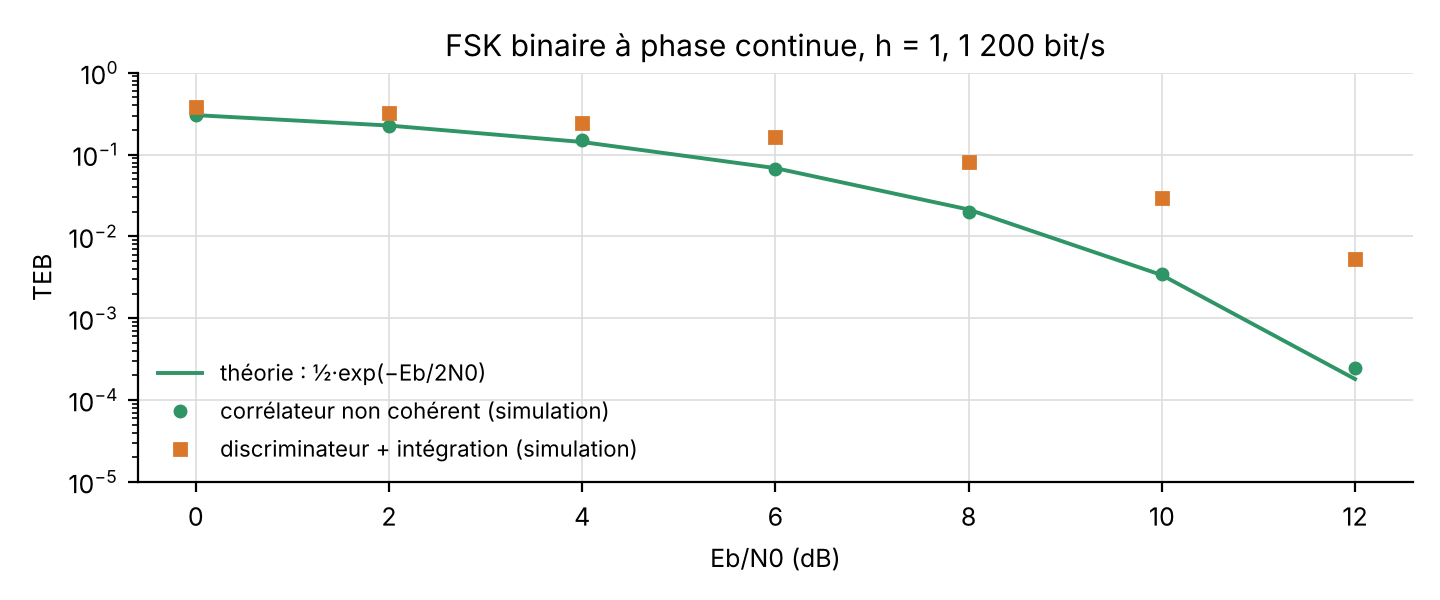 FSK binaire à phase continue, h = 1, 1 200 bit/s
TEB
10⁰
10⁻¹
10⁻²
10⁻³
10⁻⁴
10⁻⁵
théorie : ½·exp(−Eb/2N0)
corrélateur non cohérent (simulation)
discriminateur + intégration (simulation)
0 2 4 6 8 10 12
Eb/N0 (dB)